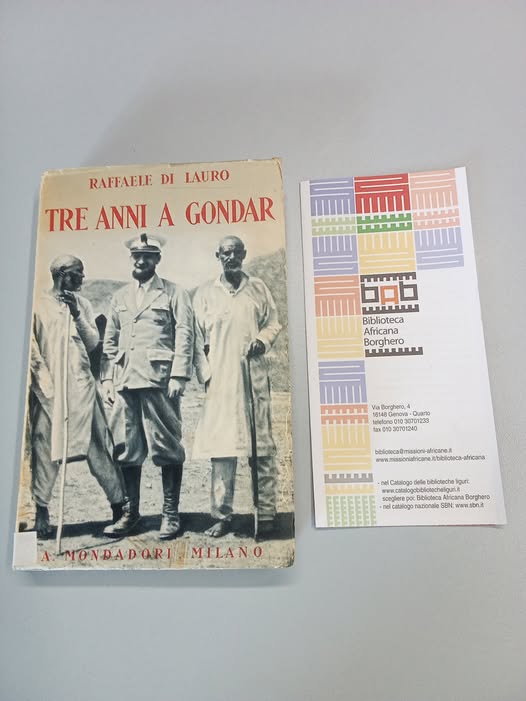 RAFFAELE DI LAURO
TRE ANNI A GONDAR
A. MONDADORI MILANO
bab
Biblioteca
Africana
Borghero
Via Borghero, 4
16148 Genova - Quarto
telefono 010 30701233
fax 010 30701240
biblioteca@missioni-africane.it
www.missioniafricane.it/biblioteca-africana
- nel Catalogo delle biblioteche liguri:
www.catalogobibliotecheliguri.it
scegliere poi: Biblioteca Africana Borghero
- nel catalogo nazionale SBN: www.sbn.it